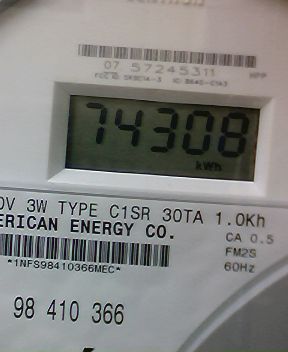 07 57245311
HPP
74308
kWh
0V 3W TYPE C1SR 30TA 1.0Kh
ERICAN ENERGY CO.
CA 0.5
FM2S
*1NFS98410366MEC*
60Hz
98 410 366